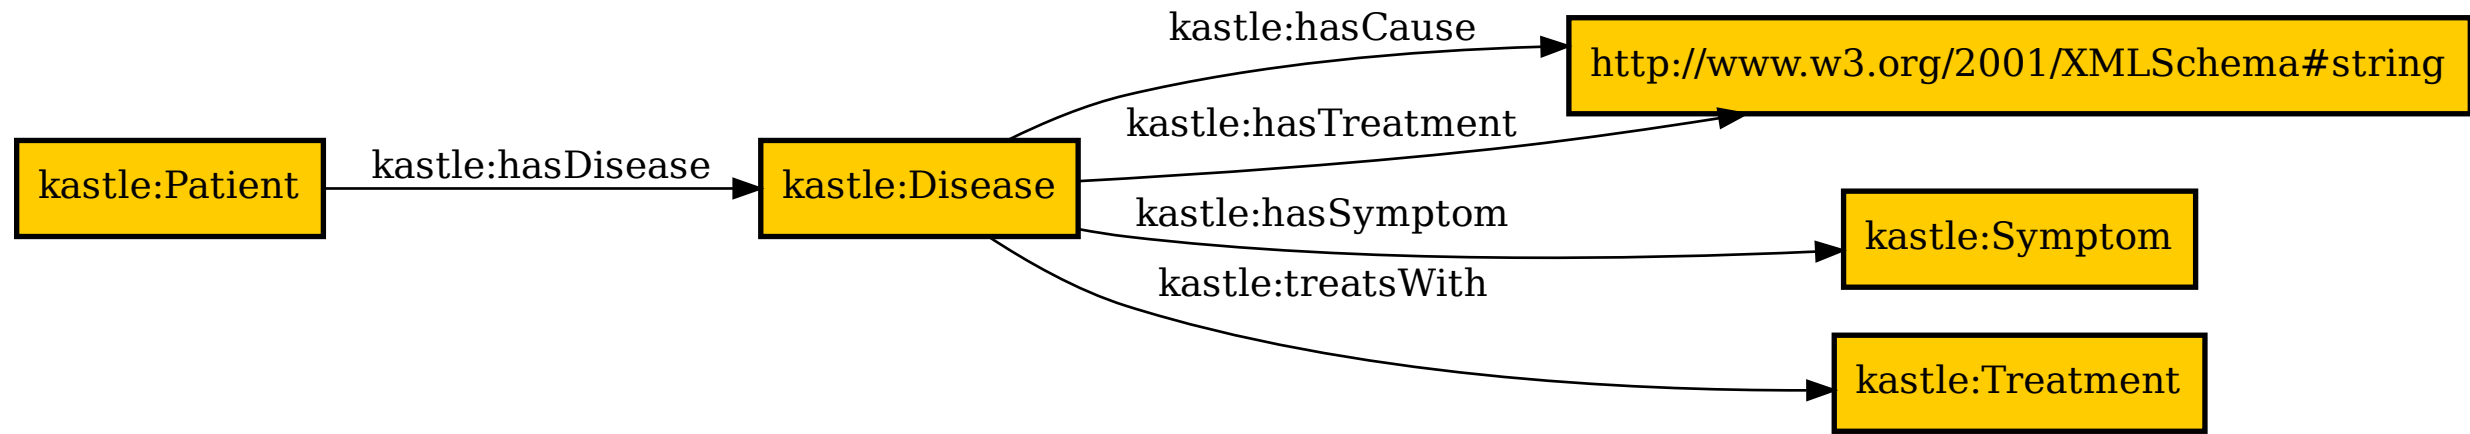 kastle:Patient
kastle:hasDisease
kastle:Disease
kastle:hasCause
http://www.w3.org/2001/XMLSchema#string
kastle:hasTreatment
kastle:hasSymptom
kastle:Symptom
kastle:treatsWith
kastle:Treatment